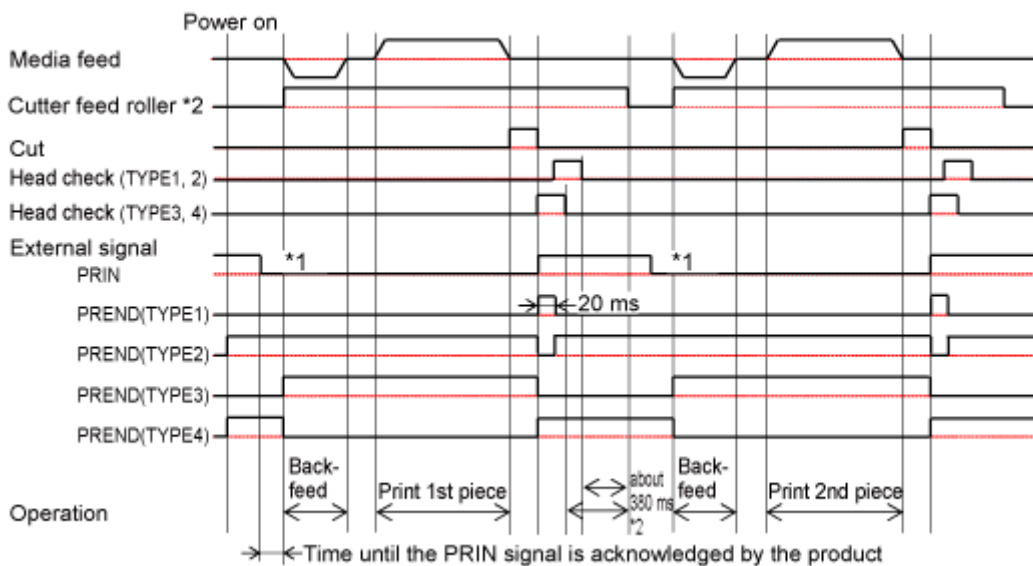 Power on
Media feed
Cutter feed roller *2
Cut
Head check (TYPE1, 2)
Head check (TYPE3, 4)
External signal
PRIN
*1
*1
PREND(TYPE1)
20 ms
PREND(TYPE2)
PREND(TYPE3)
PREND(TYPE4)
Operation
Back-
feed
Print 1st piece
about
380 ms
*2
Back-
feed
Print 2nd piece
Time until the PRIN signal is acknowledged by the product